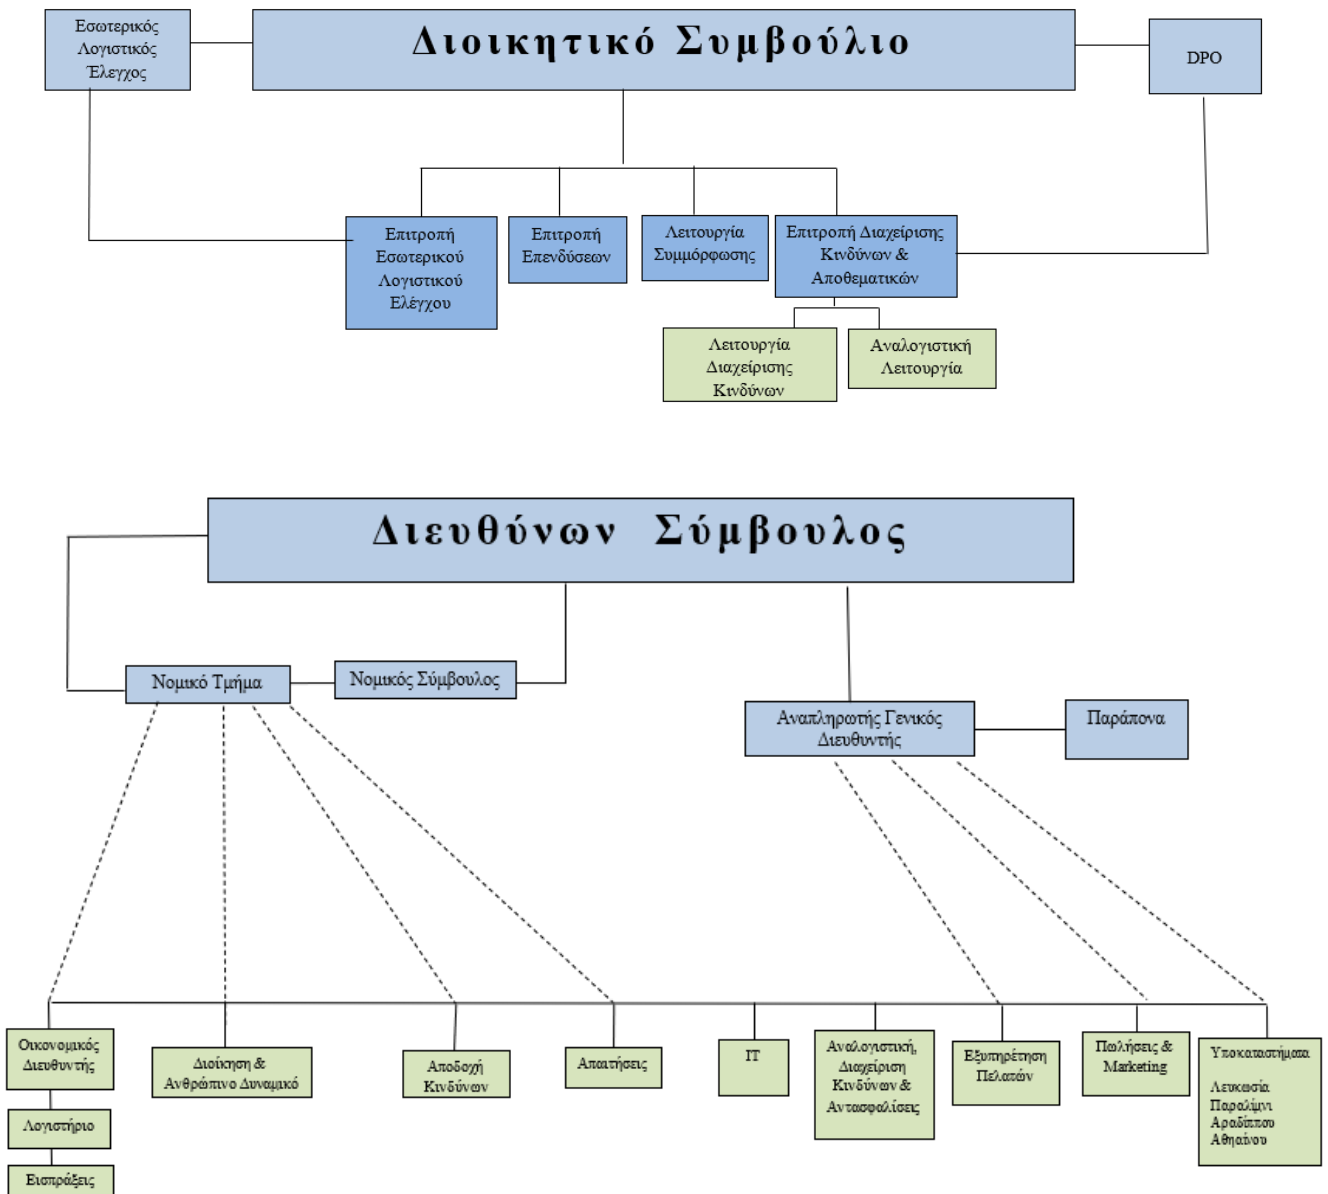 Εσωτερικός
Λογιστικός
Έλεγχος
Διοικητικό Συμβούλιο
DPO
Επιτροπή
Εσωτερικού
Λογιστικού
Ελέγχου
Επιτροπή
Επενδύσεων
Λειτουργία
Συμμόρφωσης
Επιτροπή Διαχείρισης
Κινδύνων &
Αποθεματικών
Λειτουργία
Διαχείρισης
Κινδύνων
Αναλογιστική
Λειτουργία
Διευθύνων Σύμβουλος
Νομικό Τμήμα
Νομικός Σύμβουλος
Αναπληρωτής Γενικός
Διευθυντής
Παράπονα
Οικονομικός
Διευθυντής
Λογιστήριο
Εισπράξεις
Διοίκηση &
Ανθρώπινο Δυναμικό
Αποδοχή
Κινδύνων
Απαιτήσεις
IT
Αναλογιστική,
Διαχείριση
Κινδύνων &
Αντασφαλίσεις
Εξυπηρέτηση
Πελατών
Πωλήσεις &
Marketing
Υποκαταστήματα
Λευκωσία
Παραλίμνι
Αραδίππου
Αθηαίνου